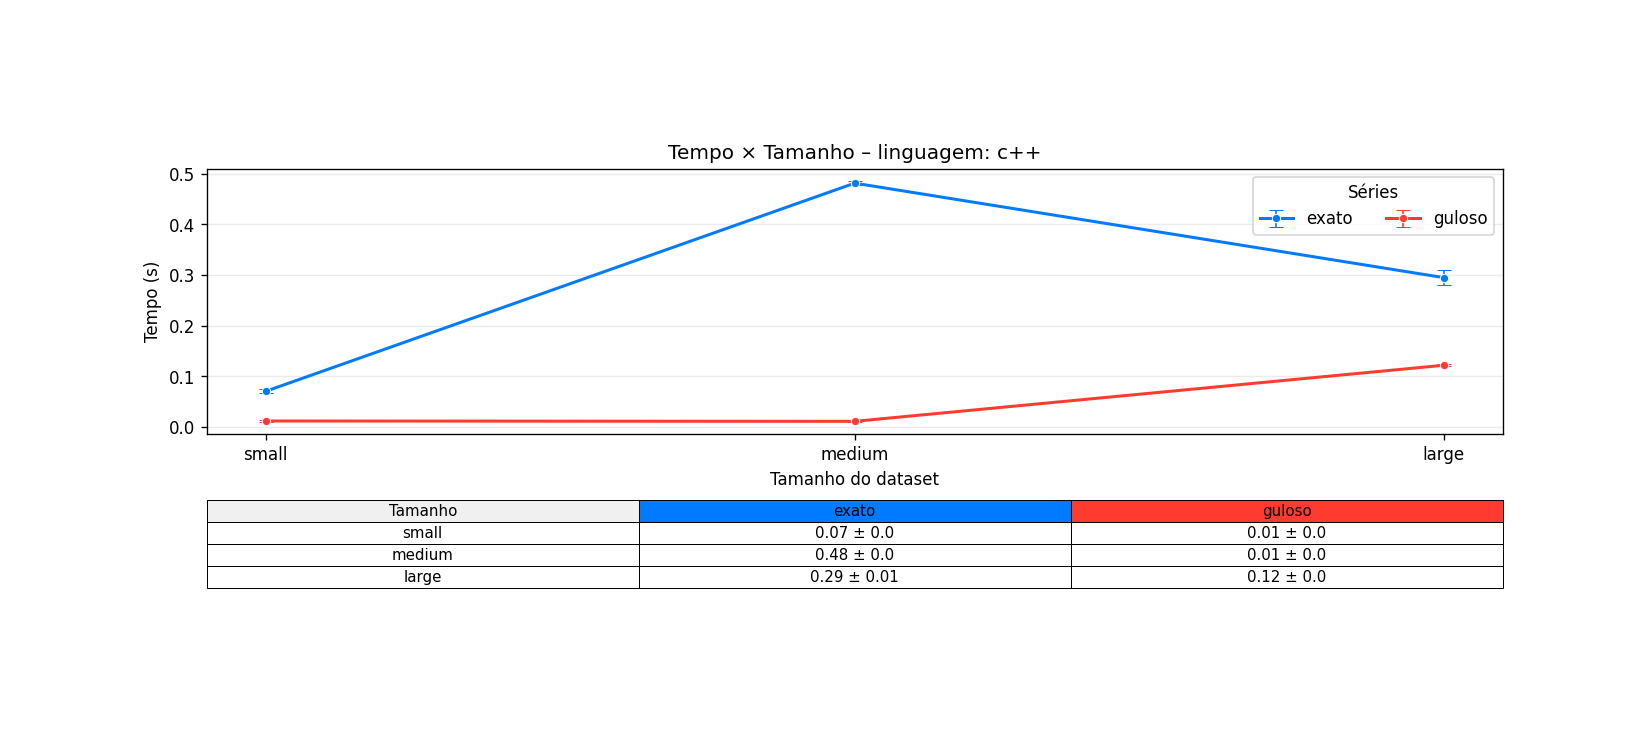 Tempo × Tamanho – linguagem: c++
0.5
0.4
0.3
0.2
0.1
0.0
Tempo (s)
Séries
exato guloso
small medium large
Tamanho do dataset
Tamanho exato guloso
small 0.07 ± 0.0 0.01 ± 0.0
medium 0.48 ± 0.0 0.01 ± 0.0
large 0.29 ± 0.01 0.12 ± 0.0